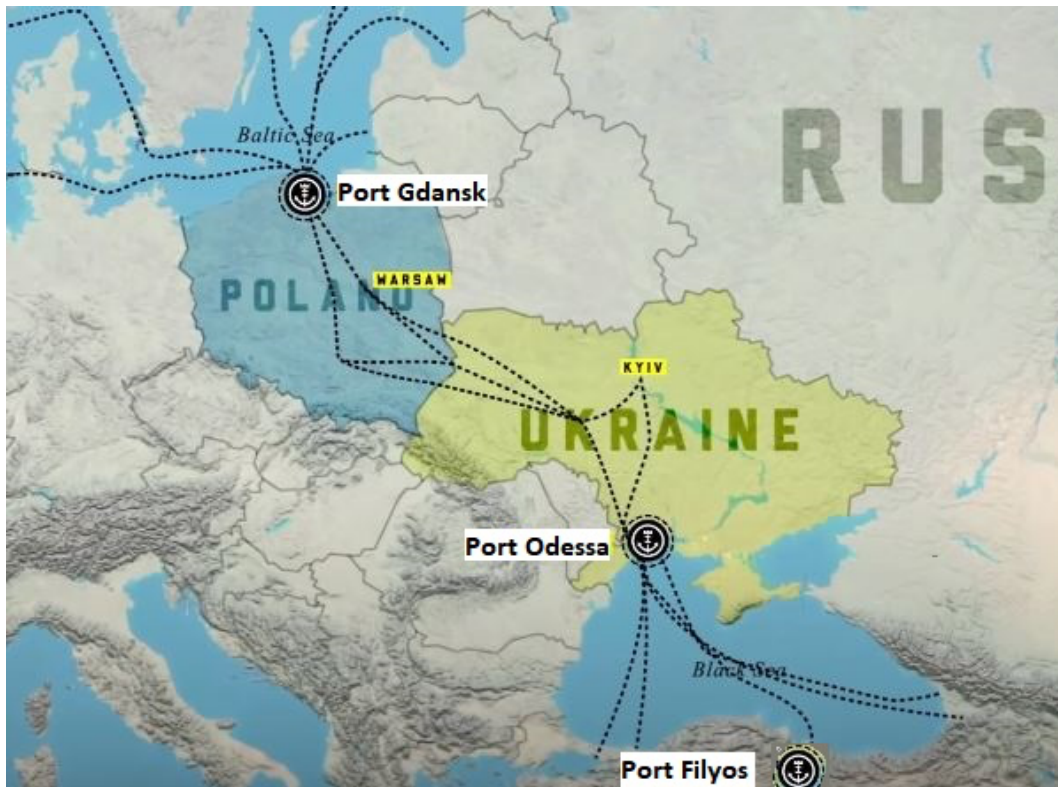 RUS
Baltic Sea
Port Gdansk
WARSAW
POLAND
KYIV
UKRAINE
Port Odessa
Black Sea
Port Filyos